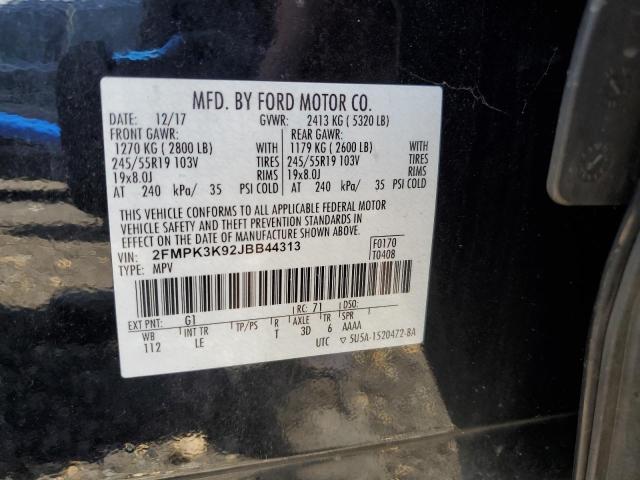 MFD. BY FORD MOTOR CO.
DATE: 12/17 GVWR: 2413 KG ( 5320 LB)
FRONT GAWR: REAR GAWR:
1270 KG ( 2800 LB) WITH 1179 KG ( 2600 LB) WITH
245/55R19 103V TIRES 245/55R19 103V TIRES
19x8.0J RIMS 19x8.0J RIMS
AT 240 kPa/ 35 PSI COLD AT 240 kPa/ 35 PSI COLD
THIS VEHICLE CONFORMS TO ALL APPLICABLE FEDERAL MOTOR
VEHICLE SAFETY AND THEFT PREVENTION STANDARDS IN
EFFECT ON THE DATE OF MANUFACTURE SHOWN ABOVE.
VIN: 2FMPK3K92JBB44313 F0170
TYPE: MPV T0408
EXT PNT: G1 RC: 71 DSO:
WB INT TR TP/PS R AXLE TR SPR
112 LE T 3D 6 AAAA
UTC ▽ 5U5A-1520472-BA